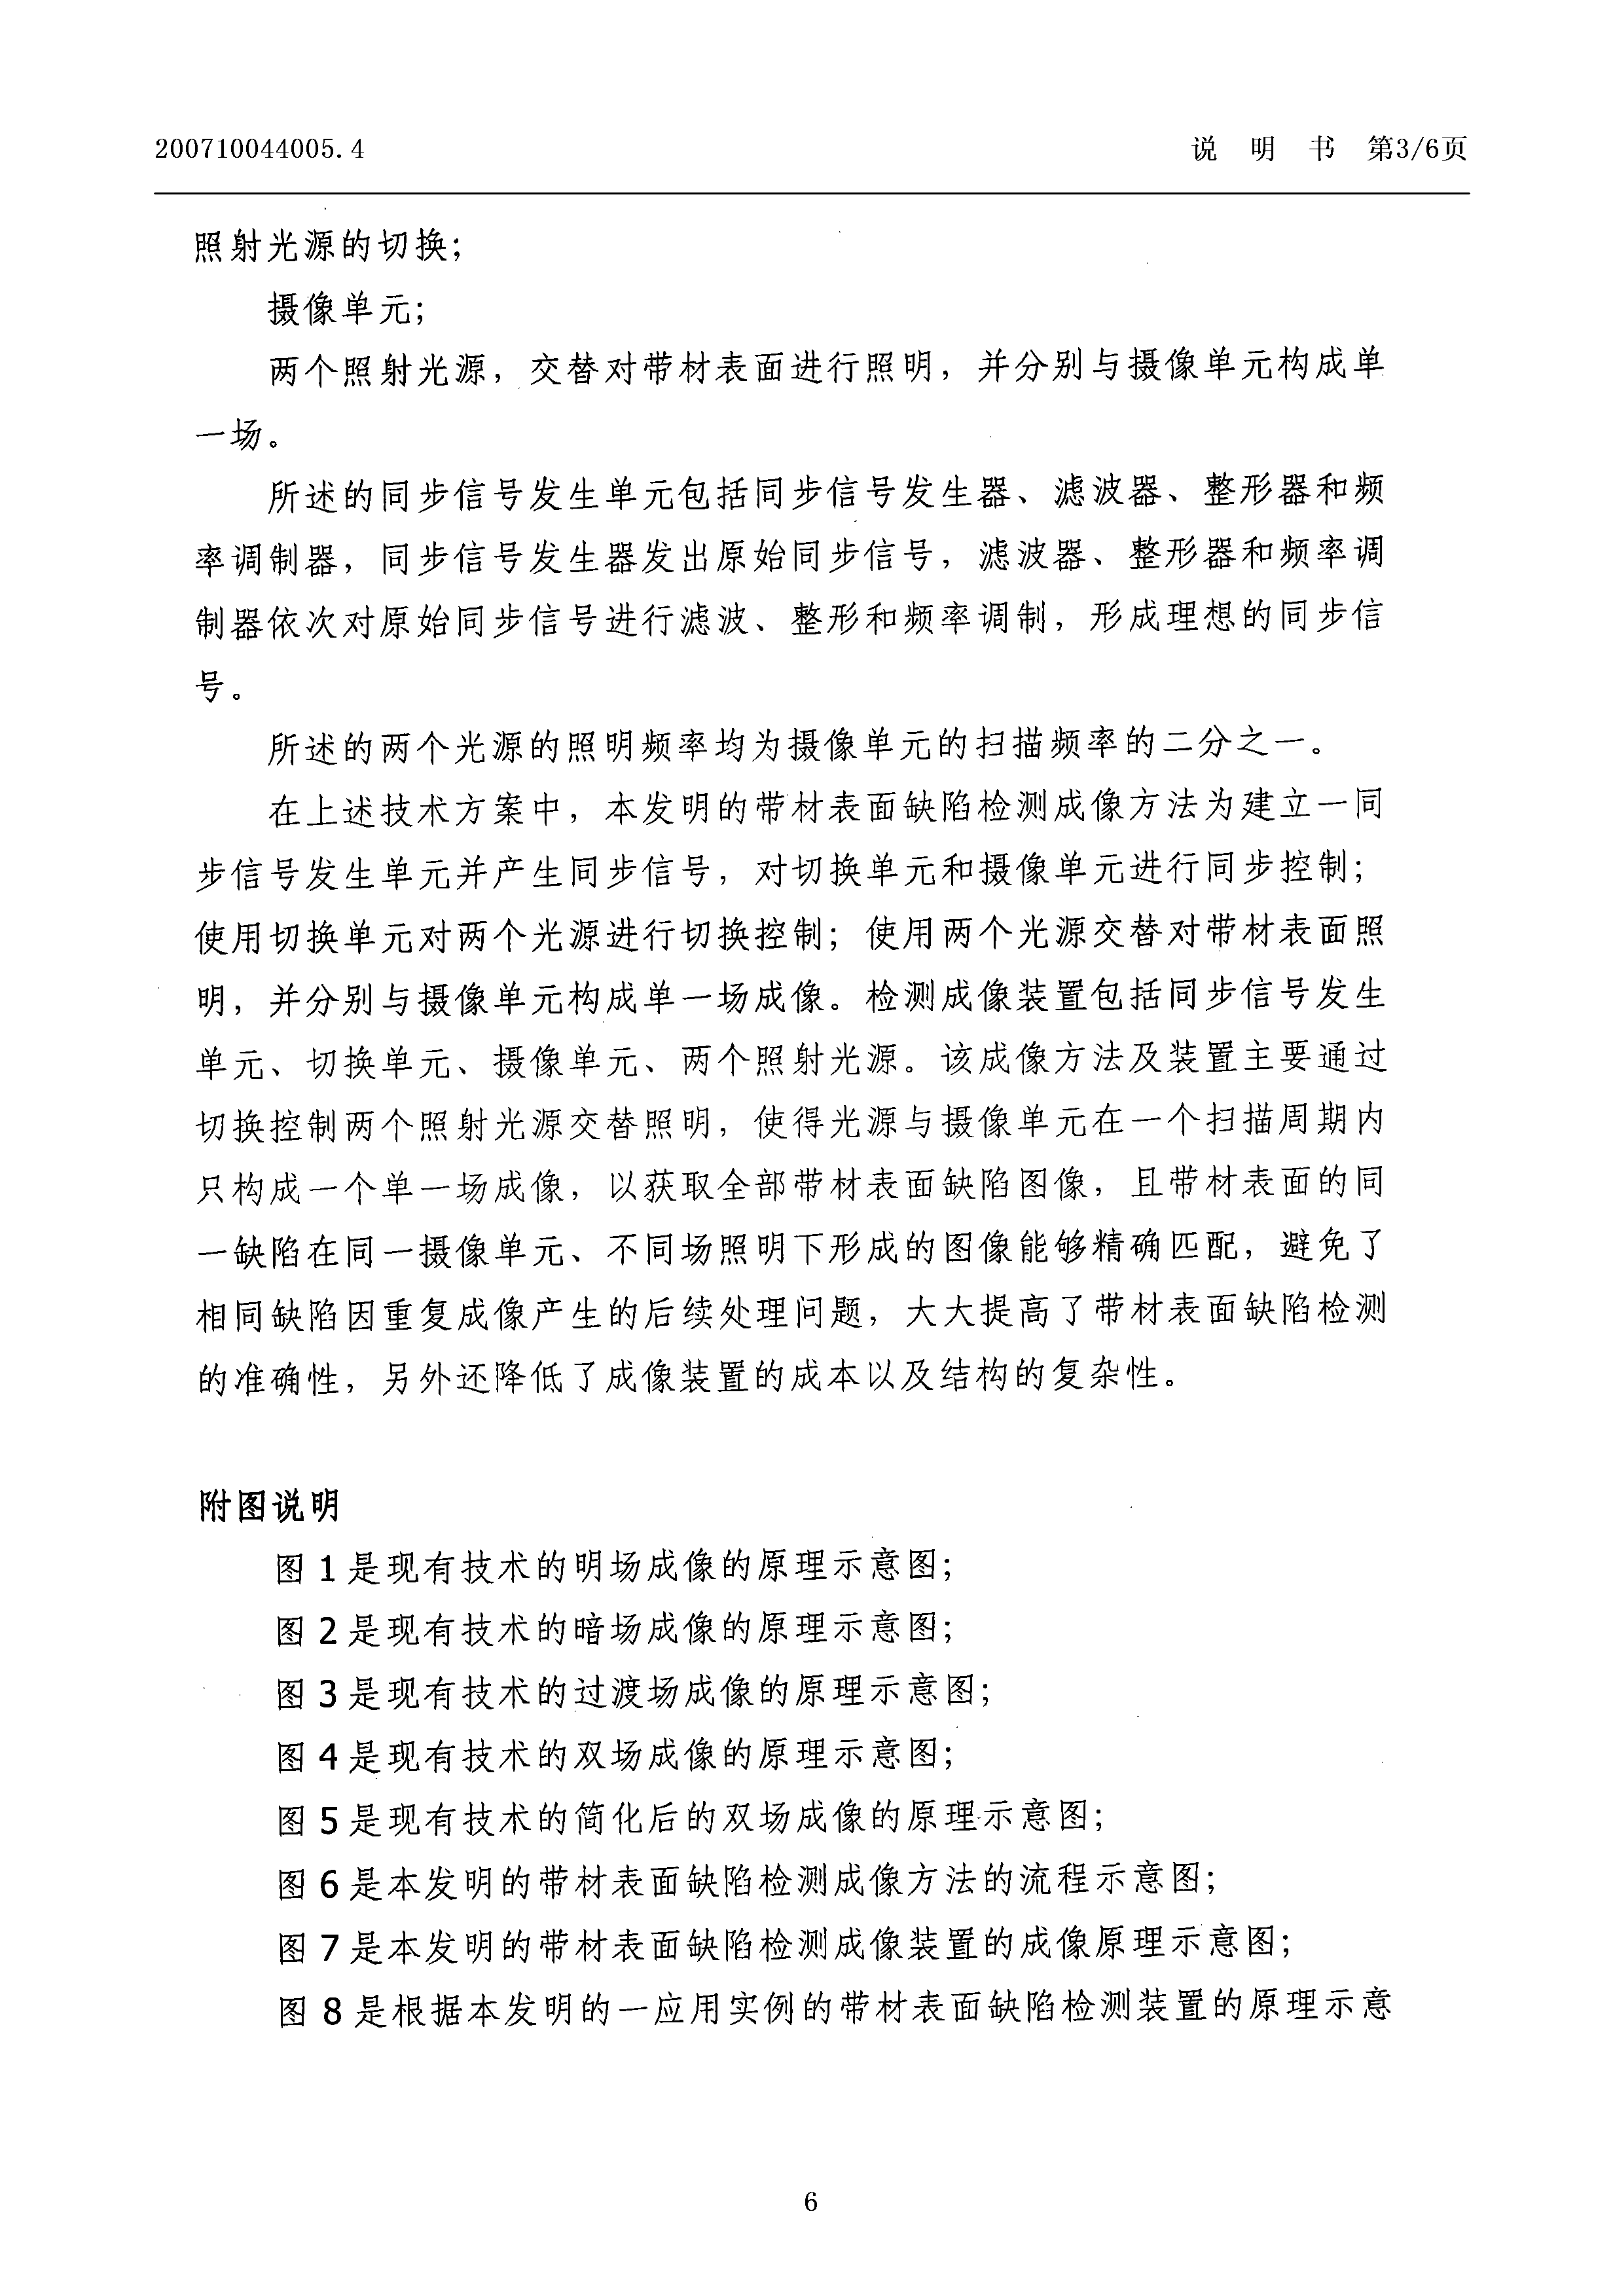 200710044005.4 说 明 书 第3/6页
照射光源的切换；
摄像单元；
两个照射光源，交替对带材表面进行照明，并分别与摄像单元构成单
一场。
所述的同步信号发生单元包括同步信号发生器、滤波器、整形器和频
率调制器，同步信号发生器发出原始同步信号，滤波器、整形器和频率调
制器依次对原始同步信号进行滤波、整形和频率调制，形成理想的同步信
号。
所述的两个光源的照明频率均为摄像单元的扫描频率的二分之一。
在上述技术方案中，本发明的带材表面缺陷检测成像方法为建立一同
步信号发生单元并产生同步信号，对切换单元和摄像单元进行同步控制；
使用切换单元对两个光源进行切换控制；使用两个光源交替对带材表面照
明，并分别与摄像单元构成单一场成像。检测成像装置包括同步信号发生
单元、切换单元、摄像单元、两个照射光源。该成像方法及装置主要通过
切换控制两个照射光源交替照明，使得光源与摄像单元在一个扫描周期内
只构成一个单一场成像，以获取全部带材表面缺陷图像，且带材表面的同
一缺陷在同一摄像单元、不同场照明下形成的图像能够精确匹配，避免了
相同缺陷因重复成像产生的后续处理问题，大大提高了带材表面缺陷检测
的准确性，另外还降低了成像装置的成本以及结构的复杂性。
附图说明
图 1 是现有技术的明场成像的原理示意图；
图 2 是现有技术的暗场成像的原理示意图；
图 3 是现有技术的过渡场成像的原理示意图；
图 4 是现有技术的双场成像的原理示意图；
图 5 是现有技术的简化后的双场成像的原理示意图；
图 6 是本发明的带材表面缺陷检测成像方法的流程示意图；
图 7 是本发明的带材表面缺陷检测成像装置的成像原理示意图；
图 8 是根据本发明的一应用实例的带材表面缺陷检测装置的原理示意
6